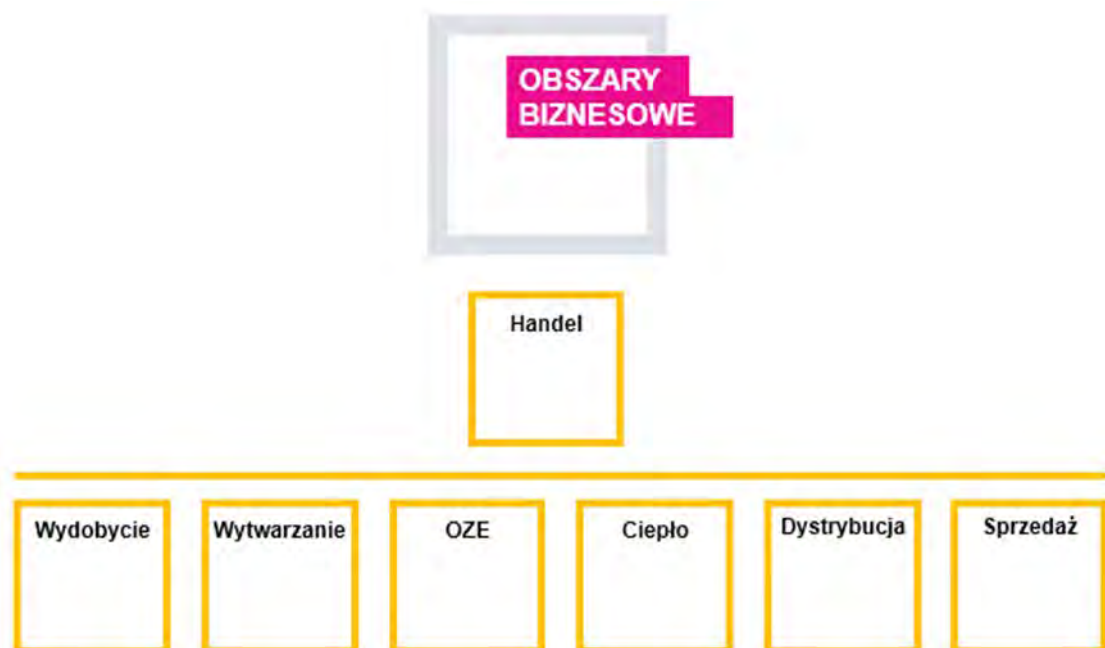 OBSZARY
BIZNESOWE
Handel
Wydobycie
Wytwarzanie
OZE
Ciepło
Dystrybucja
Sprzedaż